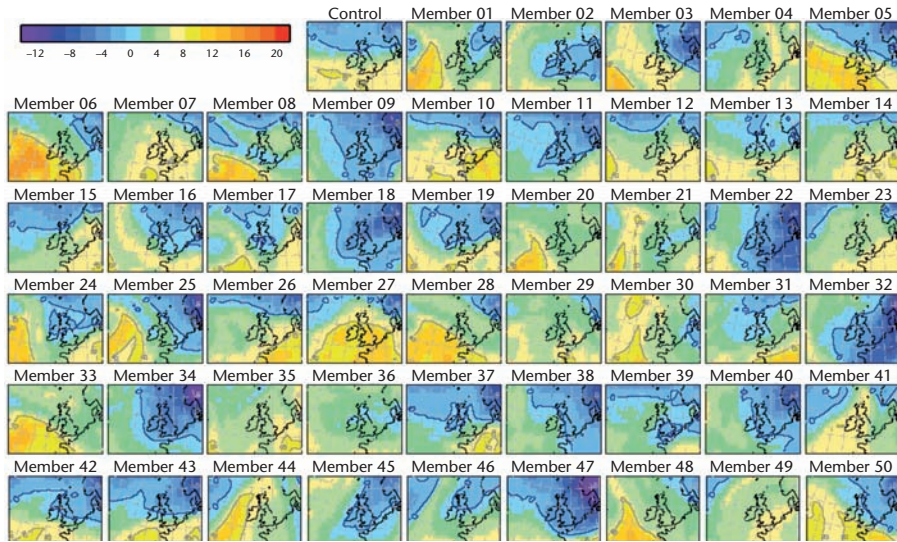 Control Member 01 Member 02 Member 03 Member 04 Member 05
−12 −8 −4 0 4 8 12 16 20
Member 06 Member 07 Member 08 Member 09 Member 10 Member 11 Member 12 Member 13 Member 14
Member 15 Member 16 Member 17 Member 18 Member 19 Member 20 Member 21 Member 22 Member 23
Member 24 Member 25 Member 26 Member 27 Member 28 Member 29 Member 30 Member 31 Member 32
Member 33 Member 34 Member 35 Member 36 Member 37 Member 38 Member 39 Member 40 Member 41
Member 42 Member 43 Member 44 Member 45 Member 46 Member 47 Member 48 Member 49 Member 50